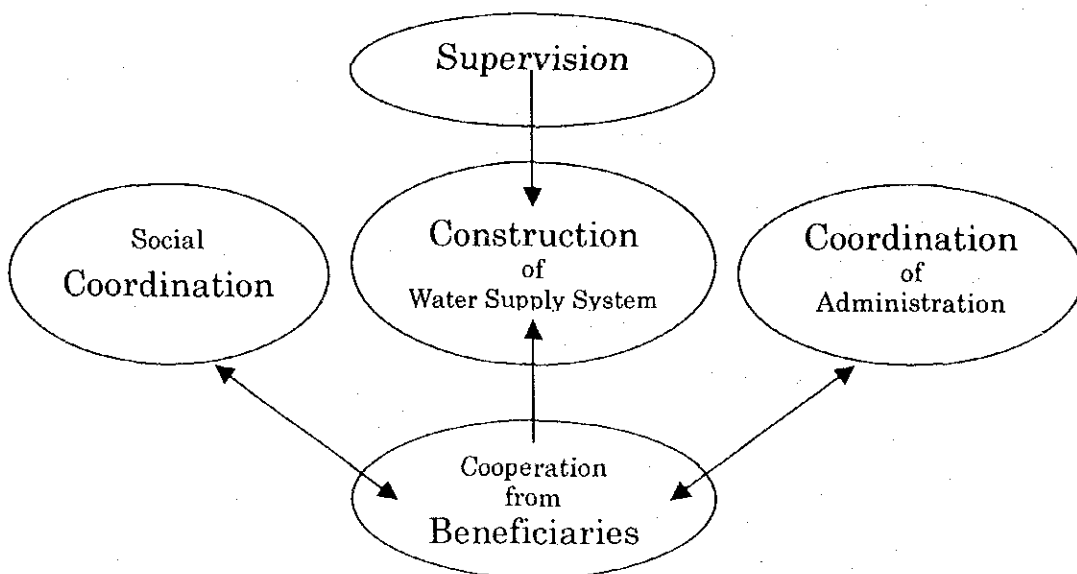 Supervision
Social
Coordination
Construction
of
Water Supply System
Coordination
of
Administration
Cooperation
from
Beneficiaries